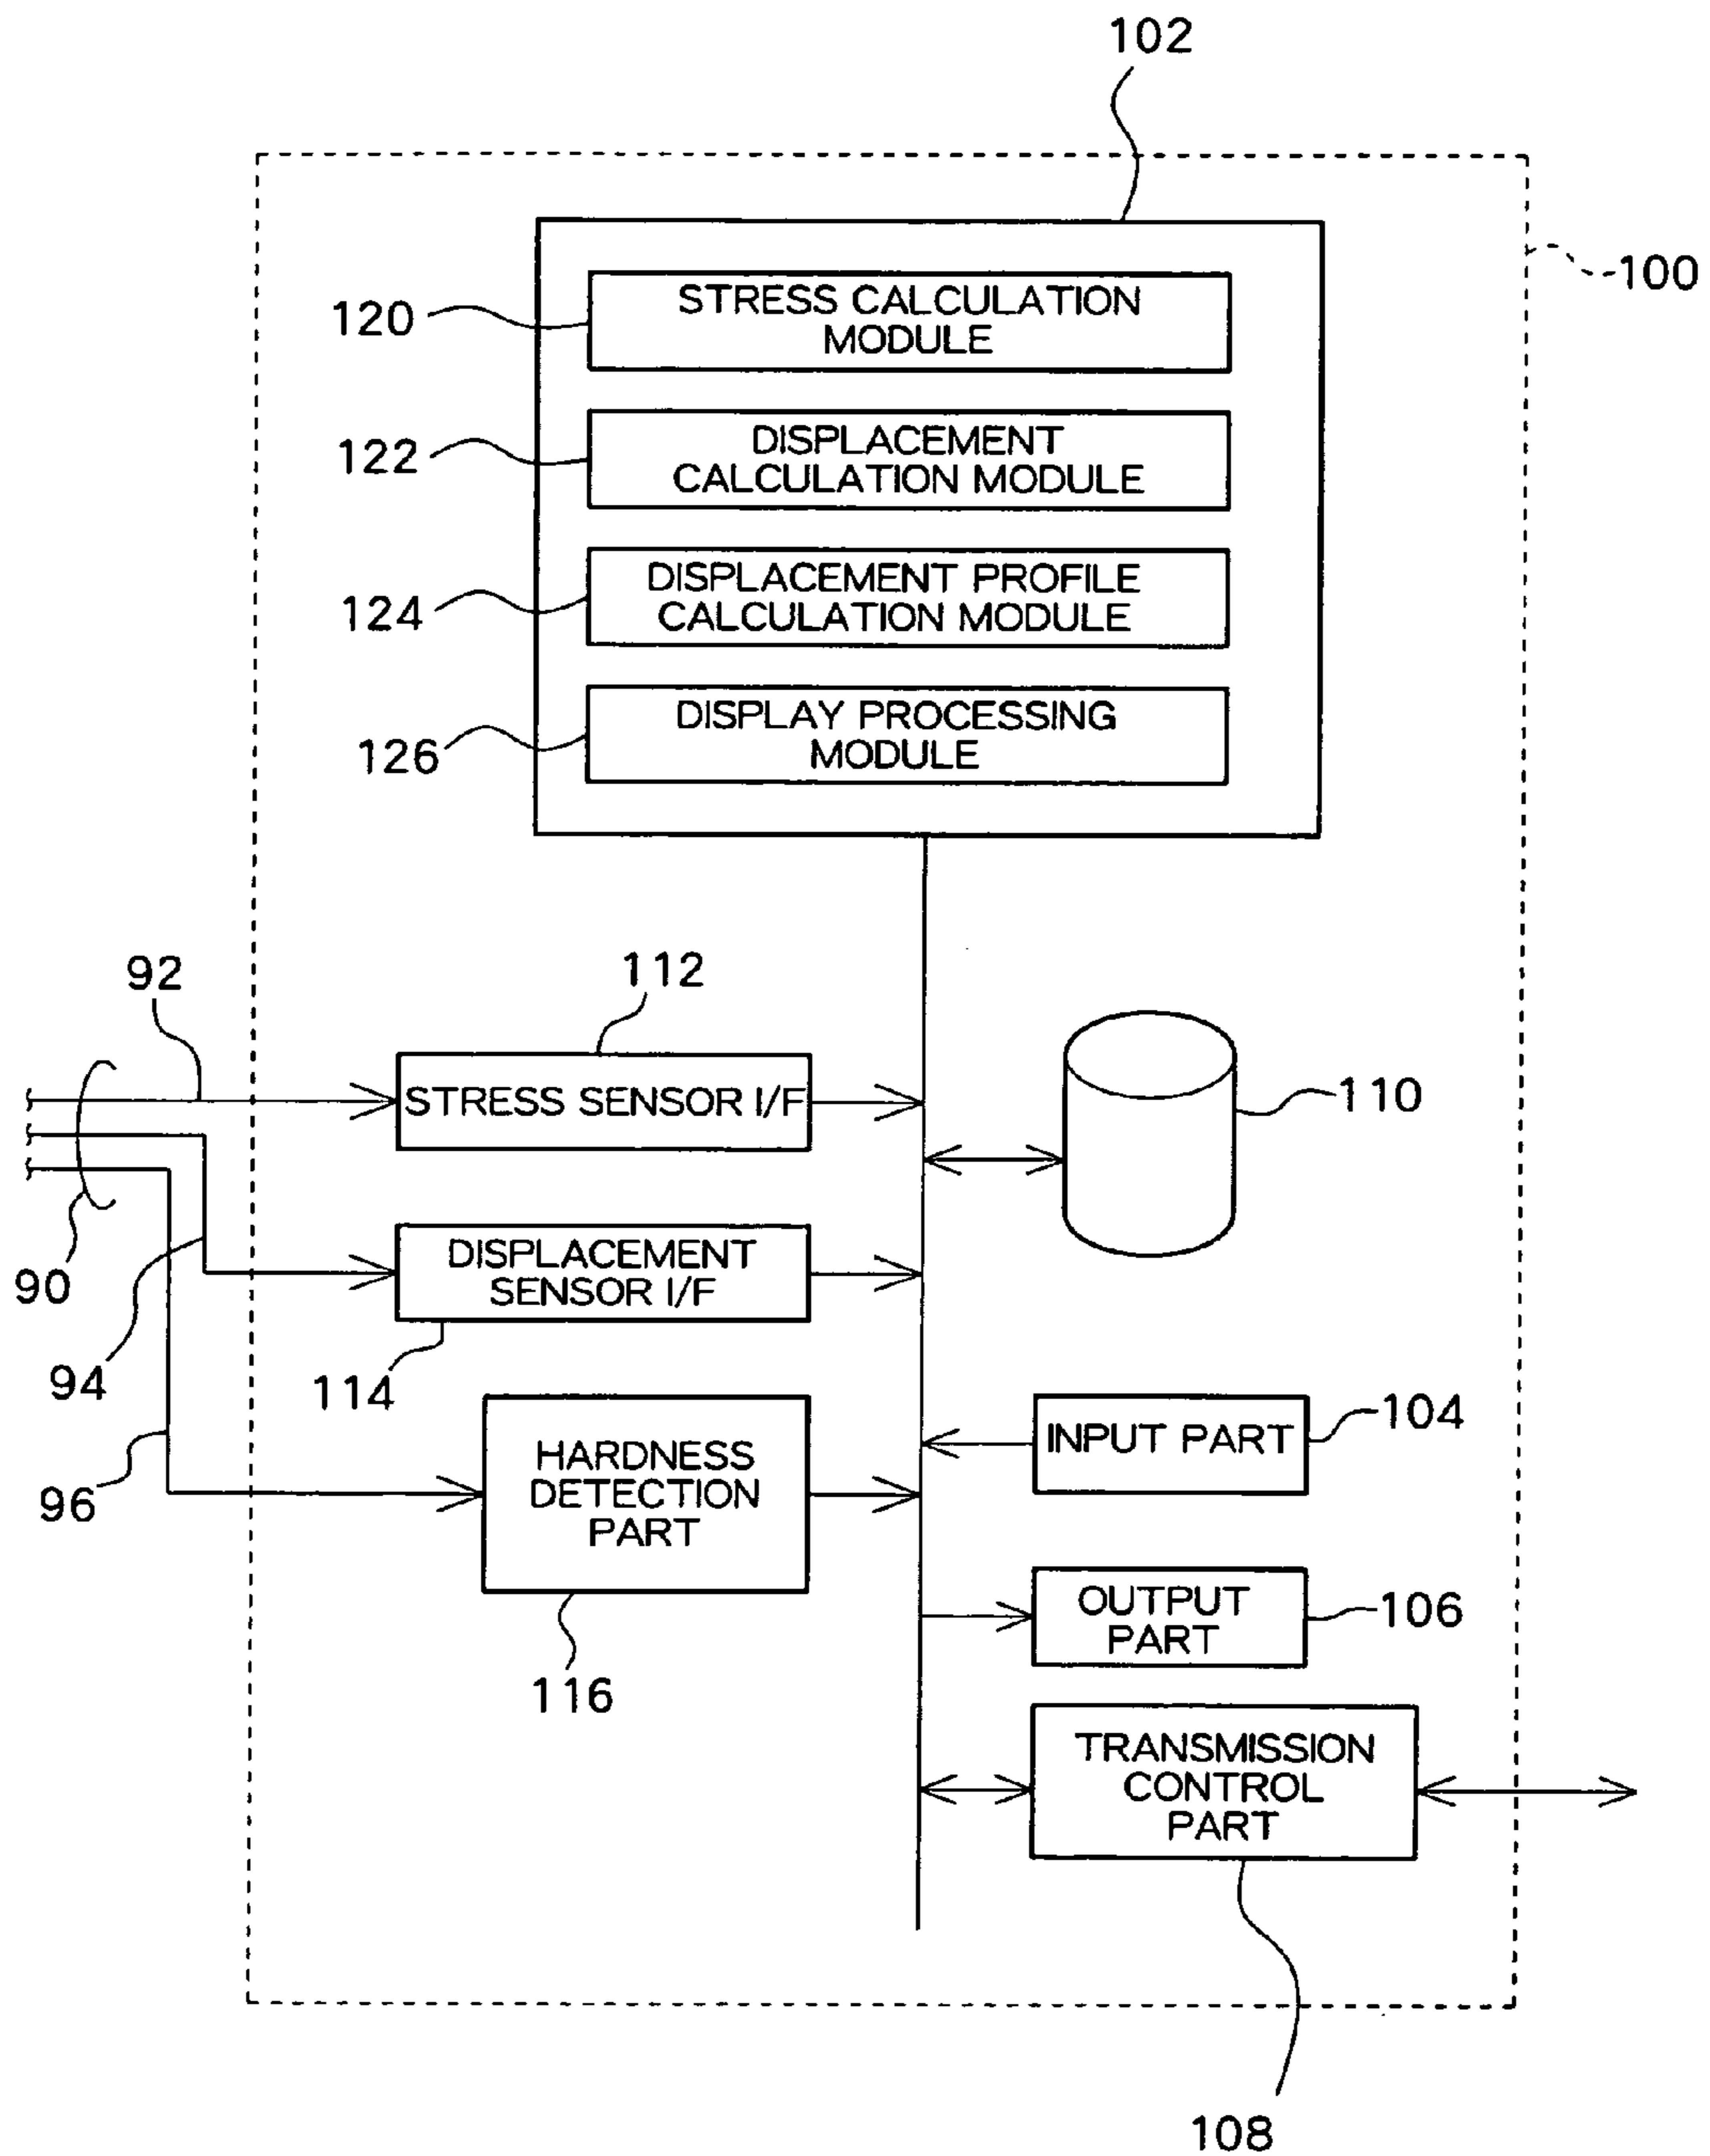 102
100
120
STRESS CALCULATION
MODULE
122
DISPLACEMENT
CALCULATION MODULE
124
DISPLACEMENT PROFILE
CALCULATION MODULE
126
DISPLAY PROCESSING
MODULE
92
112
STRESS SENSOR I/F
110
90
DISPLACEMENT
SENSOR I/F
94
114
104
INPUT PART
96
HARDNESS
DETECTION
PART
OUTPUT
PART
106
116
TRANSMISSION
CONTROL
PART
108